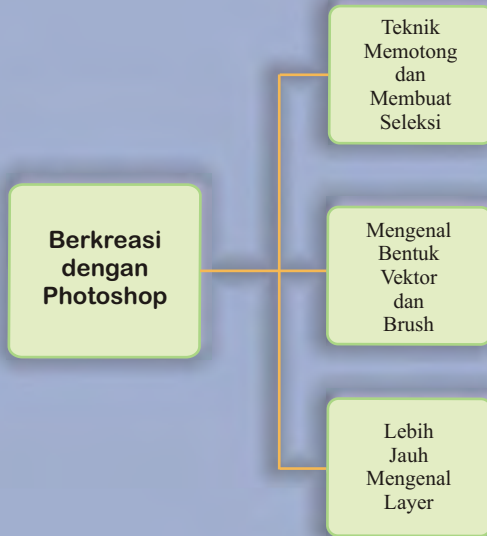 Teknik
Memotong
dan
Membuat
Seleksi
Berkreasi
dengan
Photoshop
Mengenal
Bentuk
Vektor
dan
Brush
Lebih
Jauh
Mengenal
Layer